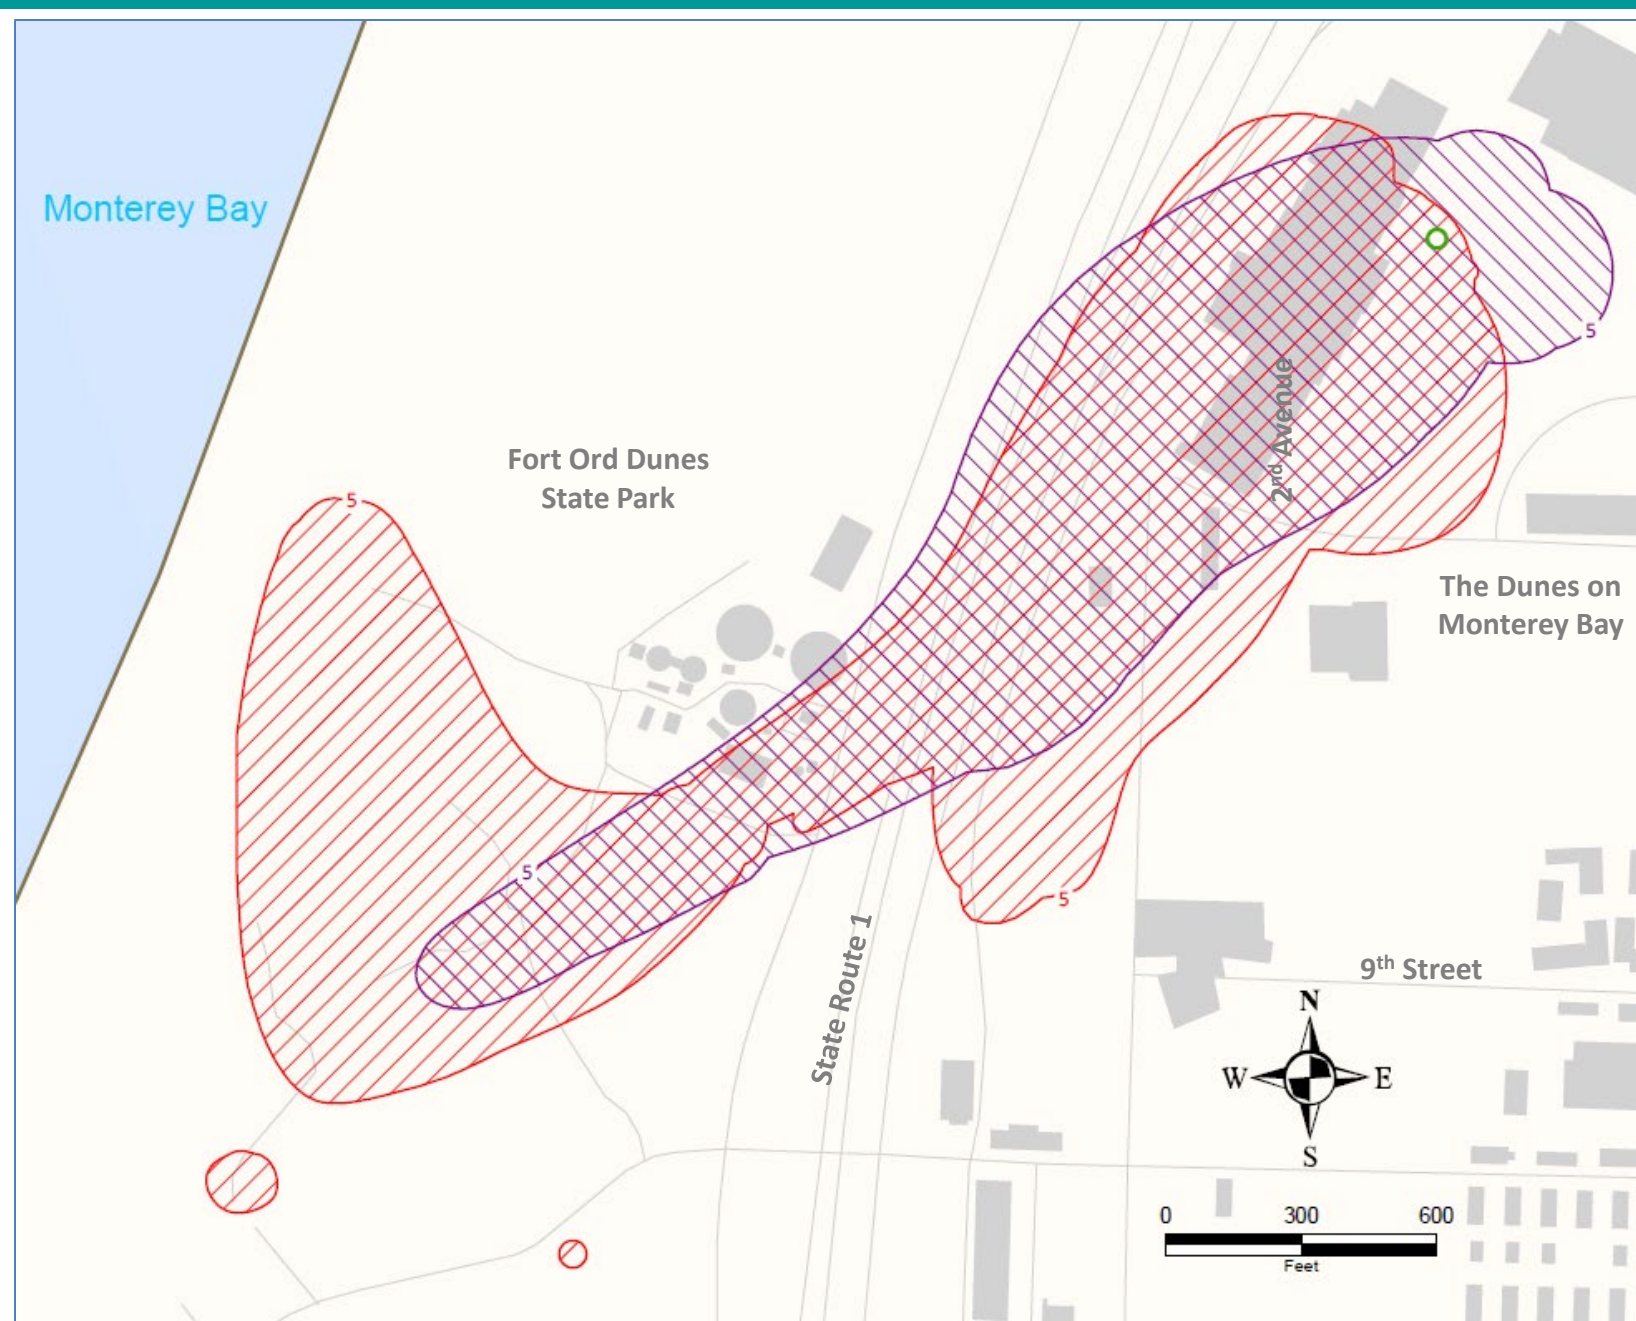 Monterey Bay
5
2nd Avenue
Fort Ord Dunes
State Park
5
The Dunes on
Monterey Bay
5
5
State Route 1
9th Street
N
W E
S
0 300 600
Feet